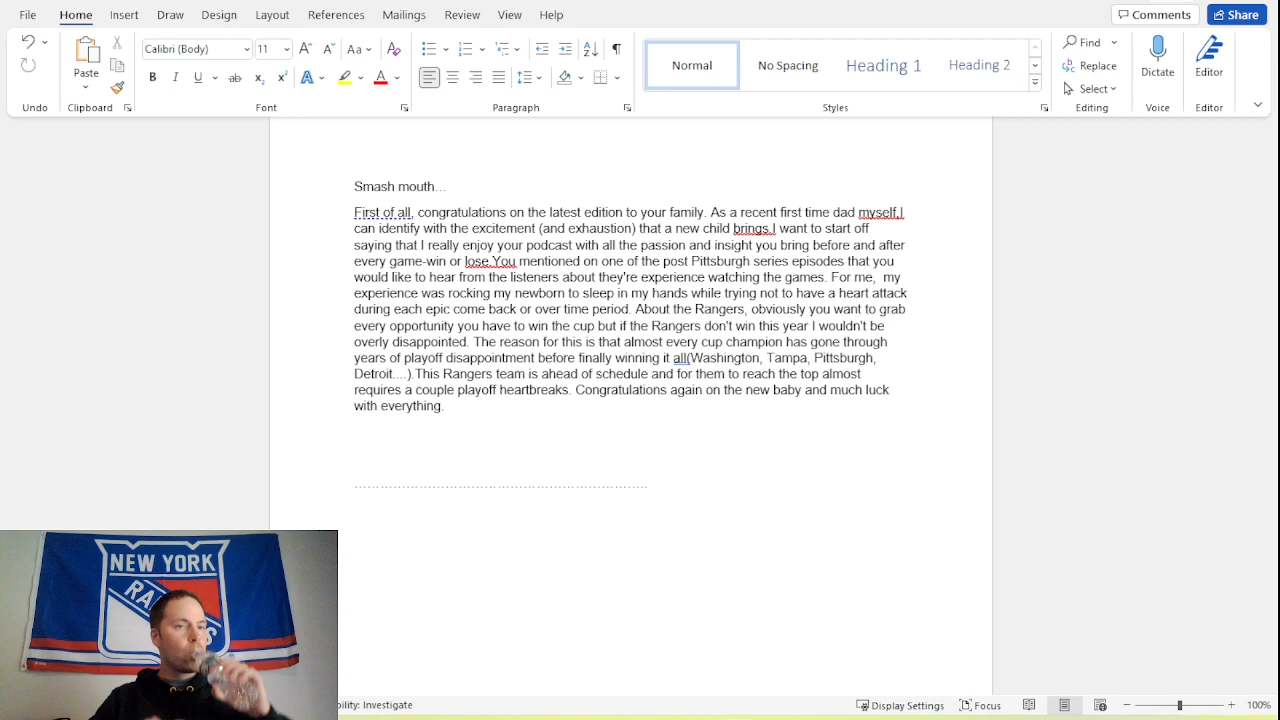 File Home Insert Draw Design Layout References Mailings Review View Help Comments Share
Calibri (Body) 11 Aa
Paste Normal No Spacing Heading 1 Heading 2 Find Replace Select Dictate Editor
Undo Clipboard Font Paragraph Styles Editing Voice Editor
Smash mouth…
First of all, congratulations on the latest edition to your family. As a recent first time dad myself,I
can identify with the excitement (and exhaustion) that a new child brings.I want to start off
saying that I really enjoy your podcast with all the passion and insight you bring before and after
every game-win or lose.You mentioned on one of the post Pittsburgh series episodes that you
would like to hear from the listeners about they're experience watching the games. For me,  my
experience was rocking my newborn to sleep in my hands while trying not to have a heart attack
during each epic come back or over time period. About the Rangers, obviously you want to grab
every opportunity you have to win the cup but if the Rangers don't win this year I wouldn't be
overly disappointed. The reason for this is that almost every cup champion has gone through
years of playoff disappointment before finally winning it all(Washington, Tampa, Pittsburgh,
Detroit....).This Rangers team is ahead of schedule and for them to reach the top almost
requires a couple playoff heartbreaks. Congratulations again on the new baby and much luck
with everything.
NEW YORK
bility: Investigate Display Settings Focus 100%